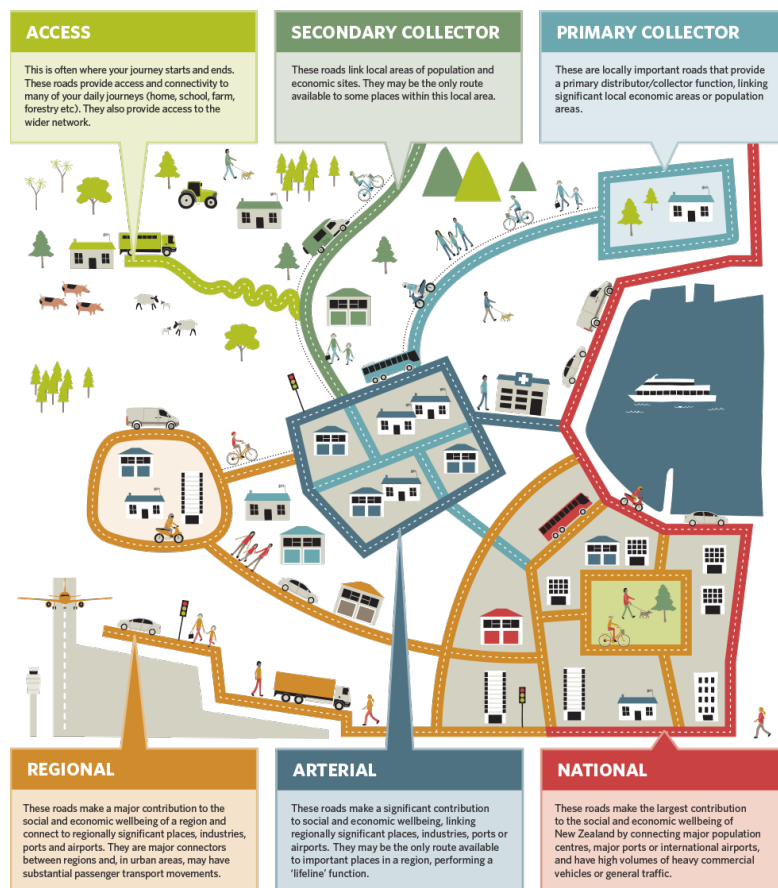 ACCESS
This is often where your journey starts and ends.
These roads provide access and connectivity to
many of your daily journeys (home, school, farm,
forestry etc). They also provide access to the
wider network.
SECONDARY COLLECTOR
These roads link local areas of population and
economic sites. They may be the only route
available to some places within this local area.
PRIMARY COLLECTOR
These are locally important roads that provide
a primary distributor/collector function, linking
significant local economic areas or population
areas.
REGIONAL
These roads make a major contribution to the
social and economic wellbeing of a region and
connect to regionally significant places, industries,
ports and airports. They are major connectors
between regions and, in urban areas, may have
substantial passenger transport movements.
ARTERIAL
These roads make a significant contribution
to social and economic wellbeing, linking
regionally significant places, industries, ports or
airports. They may be the only route available
to important places in a region, performing a
'lifeline' function.
NATIONAL
These roads make the largest contribution
to the social and economic wellbeing of
New Zealand by connecting major population
centres, major ports or international airports,
and have high volumes of heavy commercial
vehicles or general traffic.